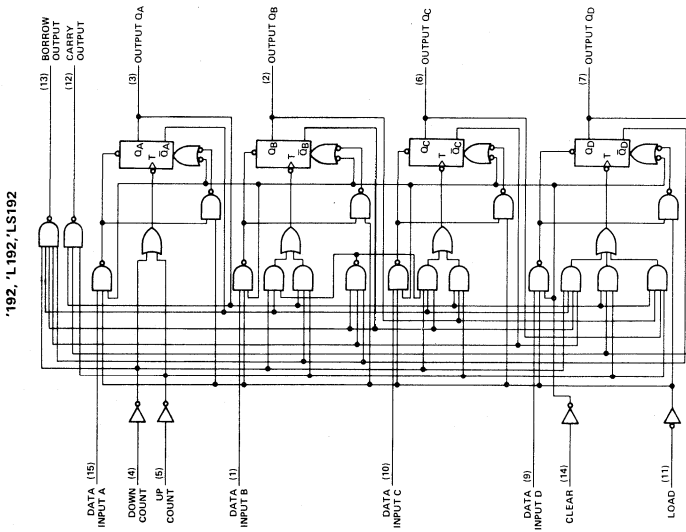 '192, 'L192, 'LS192
(13) BORROW
OUTPUT
(12) CARRY
OUTPUT
(3) OUTPUT QA
(2) OUTPUT QB
(6) OUTPUT QC
(7) OUTPUT QD
QA
T
Q̅A
QB
T
Q̅B
QC
T
Q̅C
QD
T
Q̅D
DATA (15)
INPUT A
DOWN (4)
COUNT
UP (5)
COUNT
DATA (1)
INPUT B
DATA (10)
INPUT C
DATA (9)
INPUT D
(14)
CLEAR
(11)
LOAD